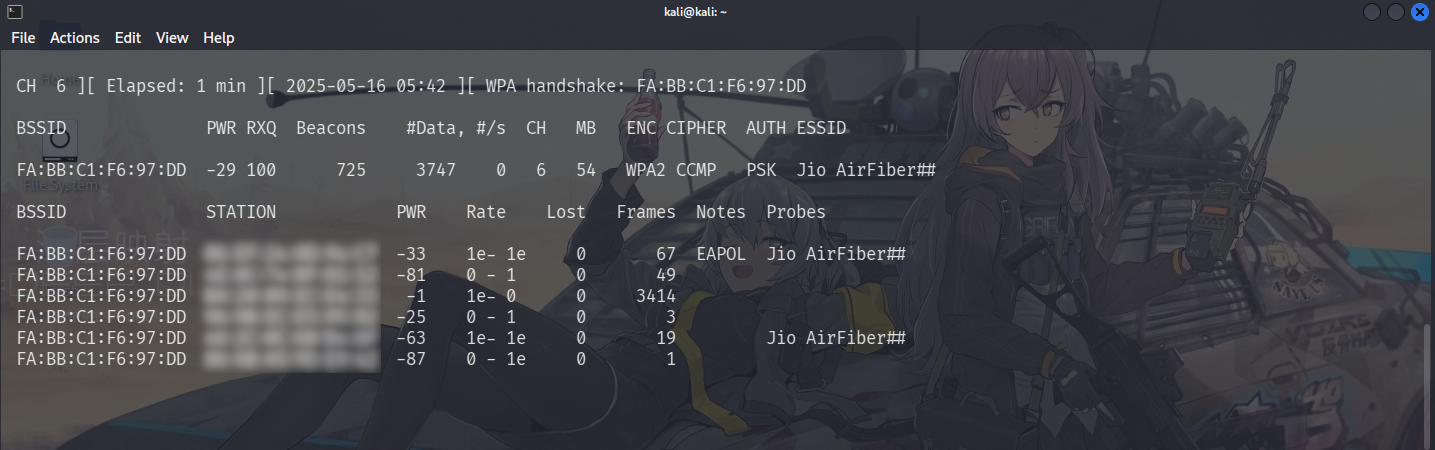 kali@kali: ~
File Actions Edit View Help
CH 6 ][ Elapsed: 1 min ][ 2025-05-16 05:42 ][ WPA handshake: FA:BB:C1:F6:97:DD
BSSID PWR RXQ Beacons #Data, #/s CH MB ENC CIPHER AUTH ESSID
FA:BB:C1:F6:97:DD -29 100 725 3747 0 6 54 WPA2 CCMP PSK Jio AirFiber##
File System
BSSID STATION PWR Rate Lost Frames Notes Probes
FA:BB:C1:F6:97:DD -33 1e- 1e 0 67 EAPOL Jio AirFiber##
FA:BB:C1:F6:97:DD -81 0 - 1 0 49
FA:BB:C1:F6:97:DD -1 1e- 0 0 3414
FA:BB:C1:F6:97:DD -25 0 - 1 0 3
FA:BB:C1:F6:97:DD -63 1e- 1e 0 19 Jio AirFiber##
FA:BB:C1:F6:97:DD -87 0 - 1e 0 1